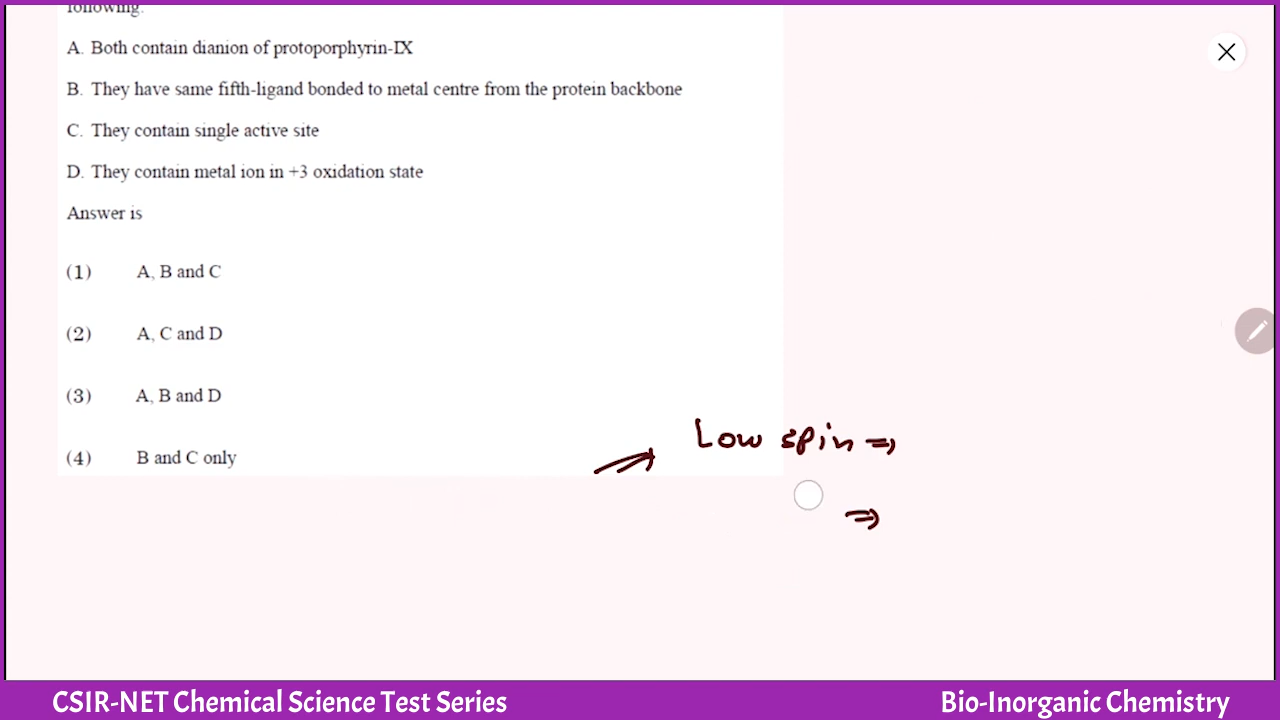 following.
A. Both contain dianion of protoporphyrin-IX
B. They have same fifth-ligand bonded to metal centre from the protein backbone
C. They contain single active site
D. They contain metal ion in +3 oxidation state
Answer is
(1) A, B and C
(2) A, C and D
(3) A, B and D
(4) B and C only
⇒ Low spin ⇒
⇒
CSIR-NET Chemical Science Test Series
Bio-Inorganic Chemistry